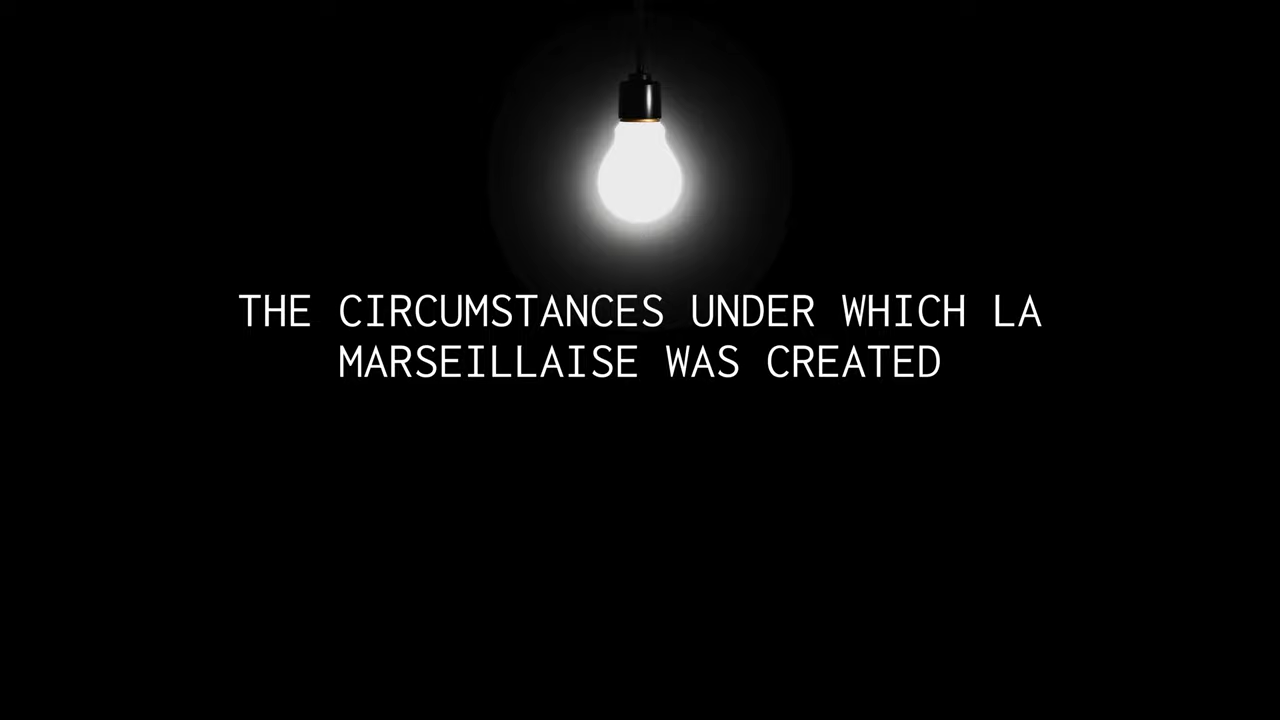 THE CIRCUMSTANCES UNDER WHICH LA
MARSEILLAISE WAS CREATED